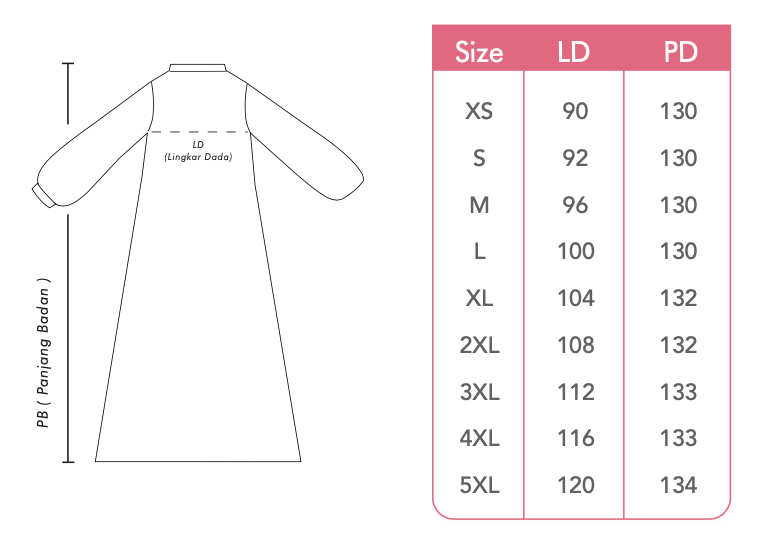 LD
(Lingkar Dada)
PB ( Panjang Badan )
Size LD PD
XS 90 130
S 92 130
M 96 130
L 100 130
XL 104 132
2XL 108 132
3XL 112 133
4XL 116 133
5XL 120 134